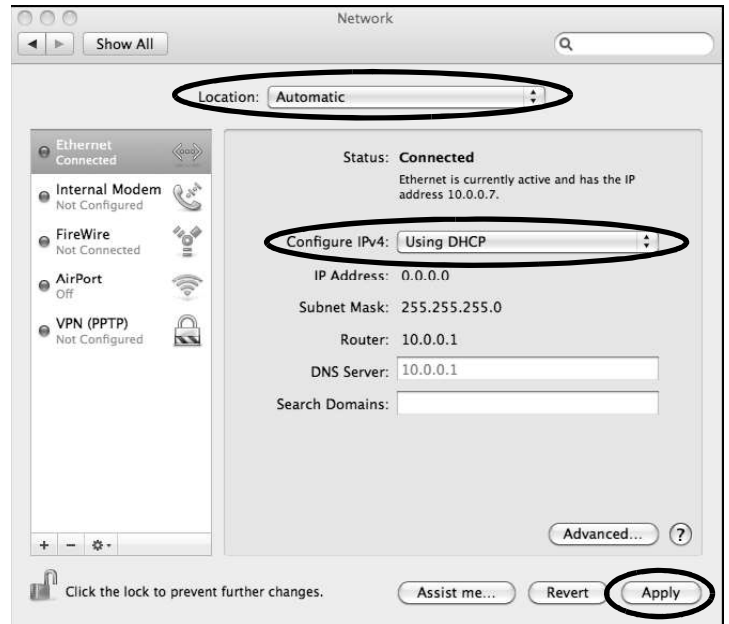 Network
Show All
Location: Automatic
Ethernet
Connected
Internal Modem
Not Configured
FireWire
Not Connected
AirPort
Off
VPN (PPTP)
Not Configured
Status: Connected
Ethernet is currently active and has the IP
address 10.0.0.7.
Configure IPv4: Using DHCP
IP Address: 0.0.0.0
Subnet Mask: 255.255.255.0
Router: 10.0.0.1
DNS Server: 10.0.0.1
Search Domains:
Advanced... ?
+ −
Click the lock to prevent further changes.
Assist me... Revert Apply